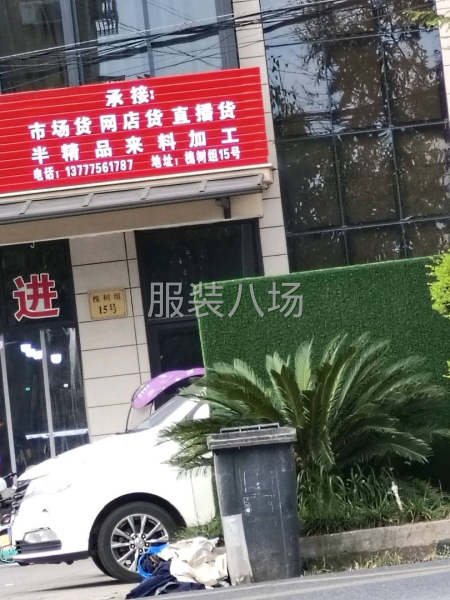 承接:
市场货网店货直播货
半精品来料加工
电话:13777561787 地址:槐树组15号
进
槐树组
15号
服装八场